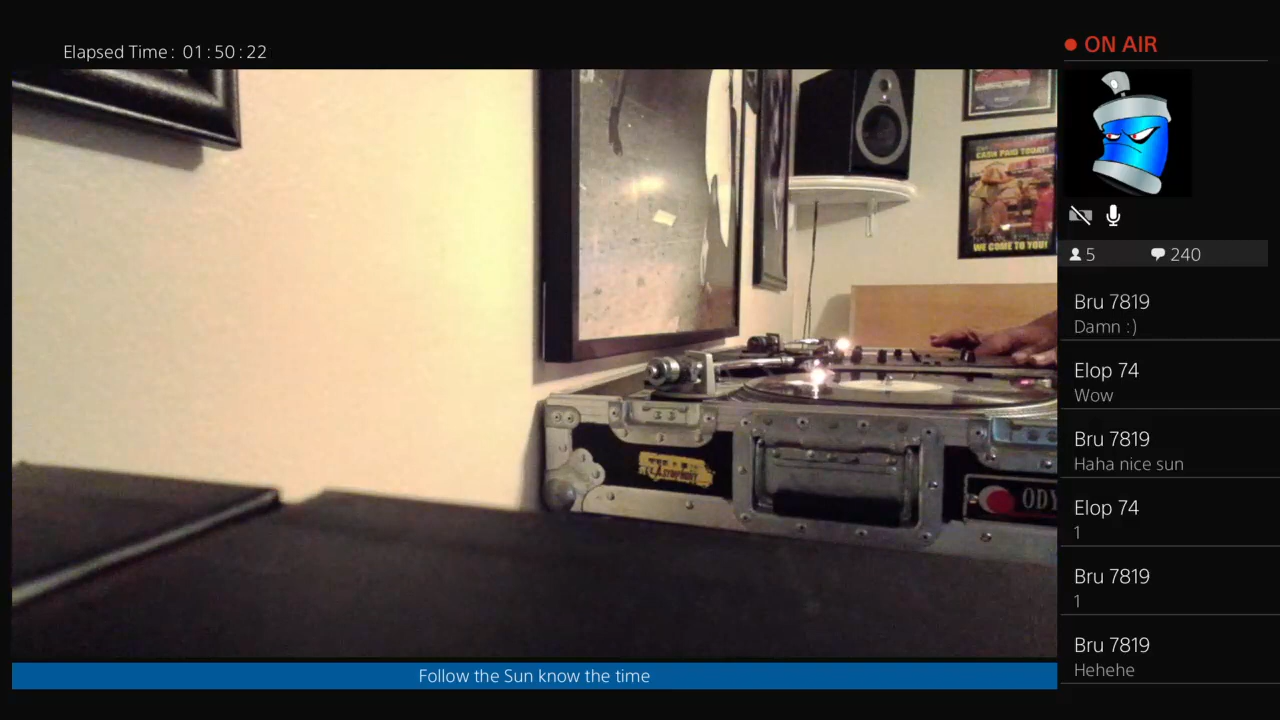 Elapsed Time: 01:50:22
ON AIR
CASH PAID TODAY!
WE COME TO YOU!
SYMPHONY
ODY
5
240
Bru 7819
Damn :)
Elop 74
Wow
Bru 7819
Haha nice sun
Elop 74
1
Bru 7819
1
Bru 7819
Hehehe
Follow the Sun know the time